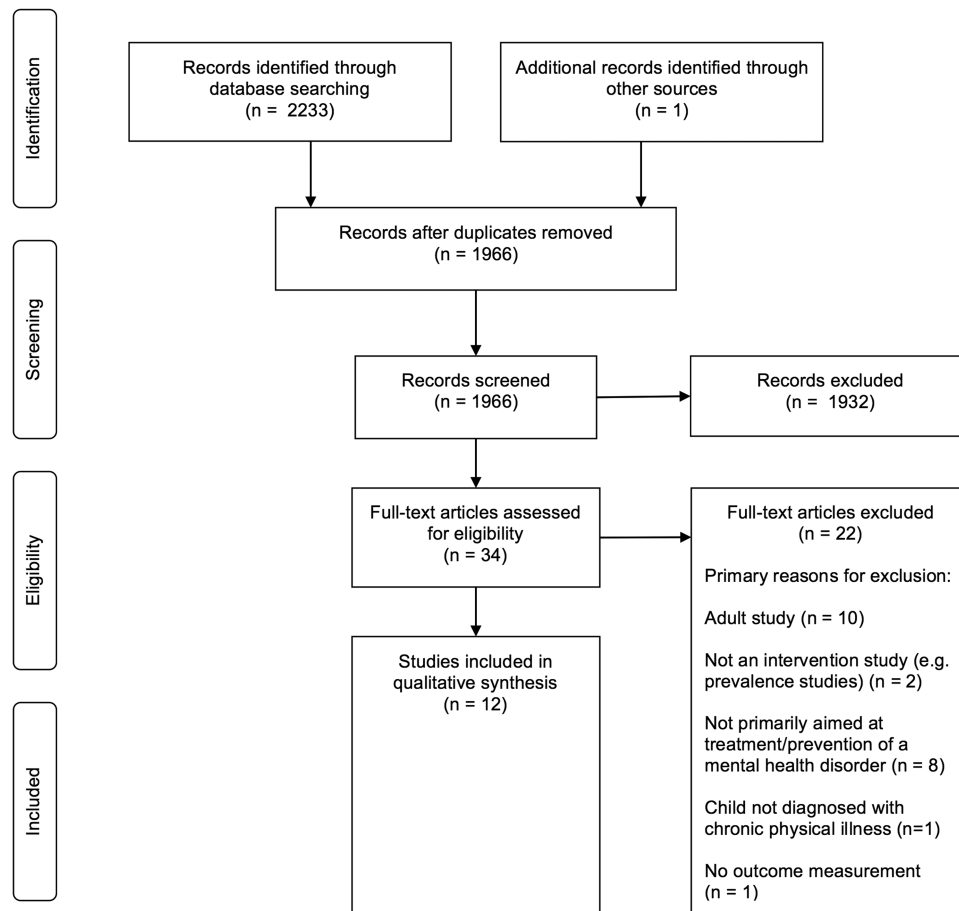 Identification
Records identified through
database searching
(n =  2233)
Additional records identified through
other sources
(n = 1)
Records after duplicates removed
(n = 1966)
Screening
Records screened
(n = 1966)
Records excluded
(n =  1932)
Eligibility
Full-text articles assessed
for eligibility
(n = 34)
Full-text articles excluded
(n = 22)
Primary reasons for exclusion:
Adult study (n = 10)
Not an intervention study (e.g.
prevalence studies) (n = 2)
Not primarily aimed at
treatment/prevention of a
mental health disorder (n = 8)
Child not diagnosed with
chronic physical illness (n=1)
No outcome measurement
(n = 1)
Included
Studies included in
qualitative synthesis
(n = 12)